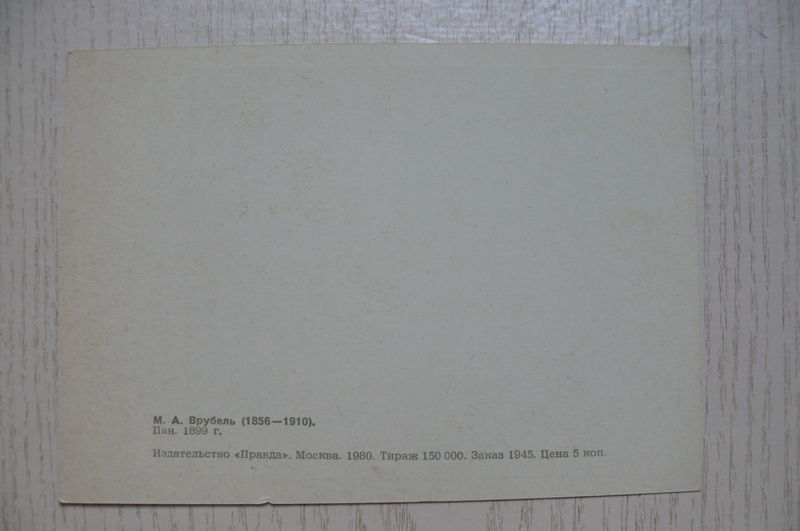 М. А. Врубель (1856—1910).
Пан. 1899 г.
Издательство «Правда». Москва. 1980. Тираж 150 000. Заказ 1945. Цена 5 коп.